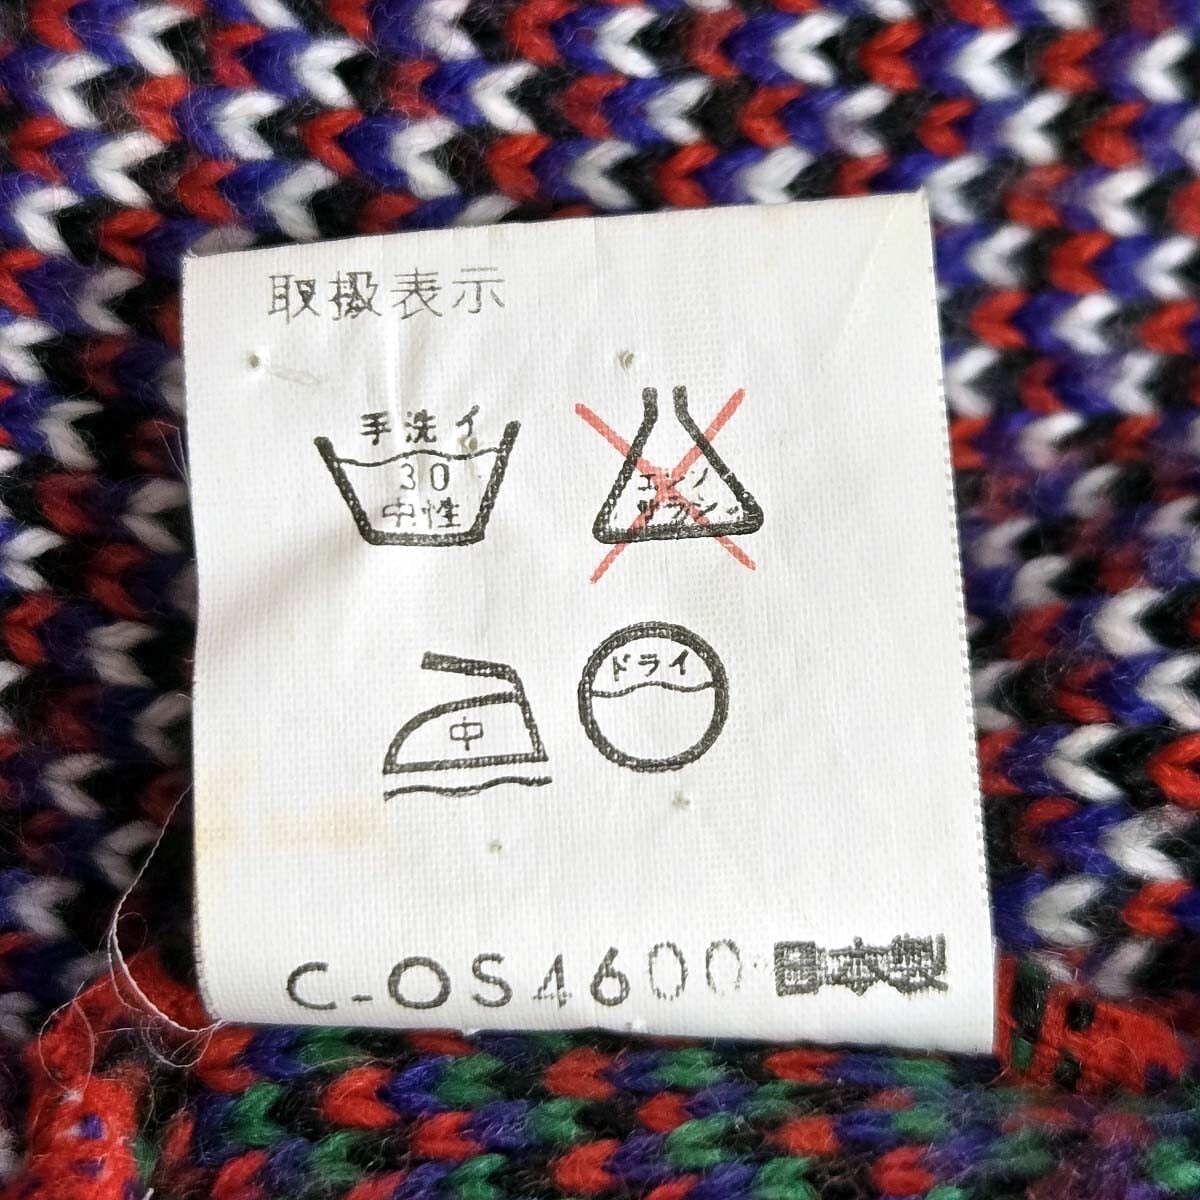 取扱表示
手洗イ
30
中性
エンソ
サラシ
中
ドライ
C-OS4600 日本製